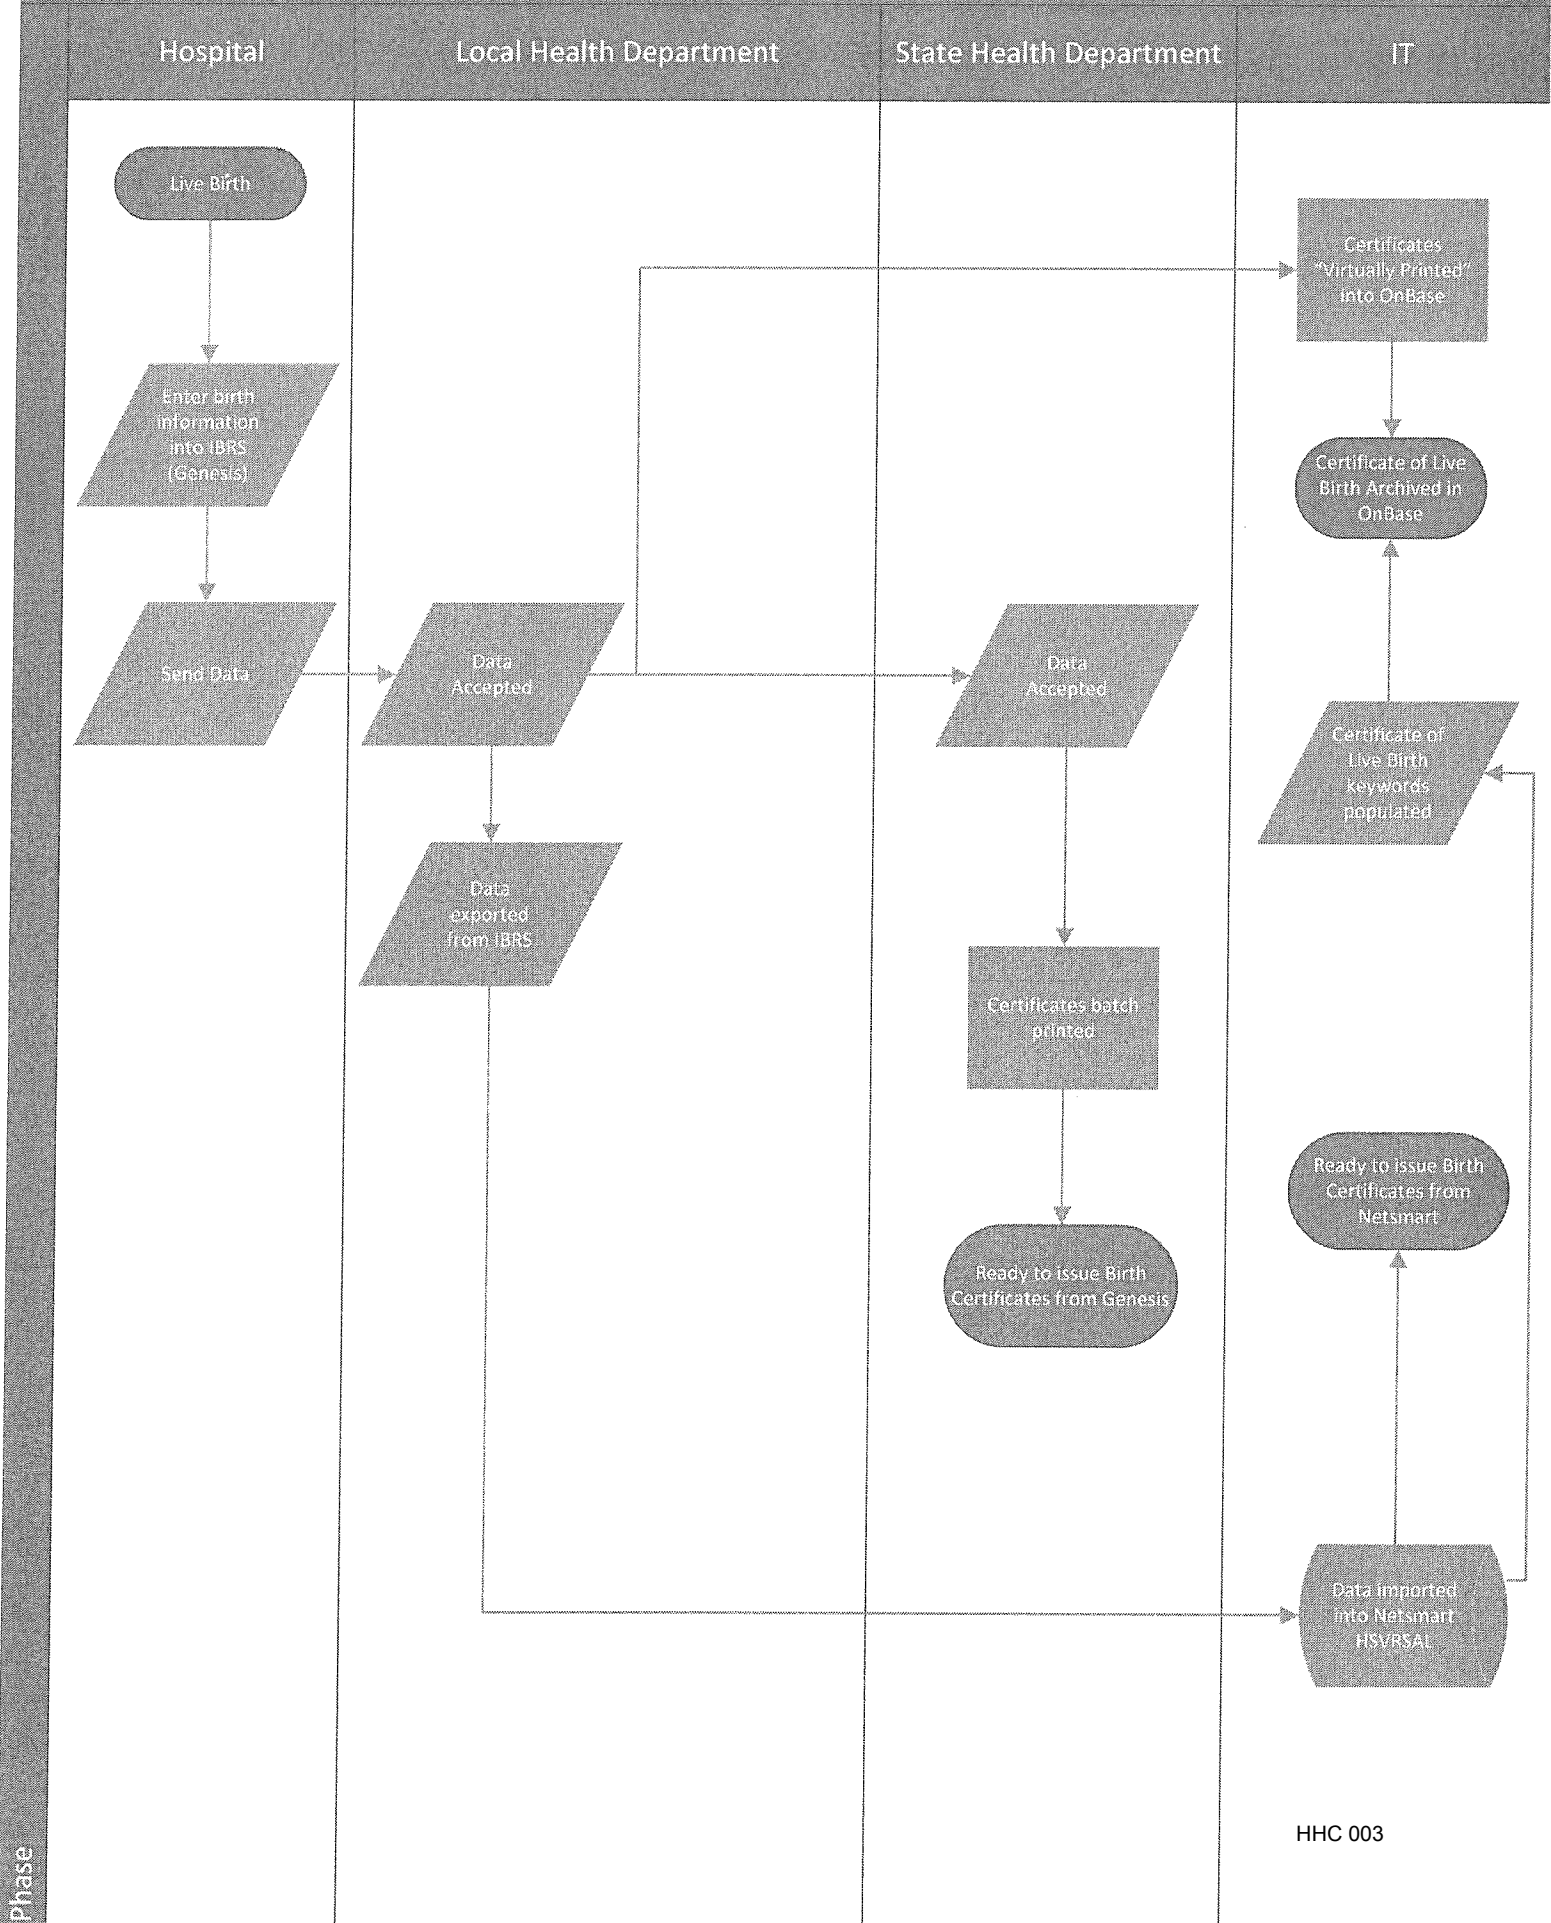 Hospital
Local Health Department
State Health Department
IT
Live Birth
Enter birth
information
into IBRS
(Genesis)
Send Data
Data
Accepted
Data
exported
from IBRS
Data
Accepted
Certificates batch
printed
Ready to issue Birth
Certificates from Genesis
Certificates
"Virtually Printed"
into OnBase
Certificate of Live
Birth Archived in
OnBase
Certificate of
Live Birth
keywords
populated
Ready to issue Birth
Certificates from
Netsmart
Data imported
into Netsmart
HSVRSAL
HHC 003
Phase